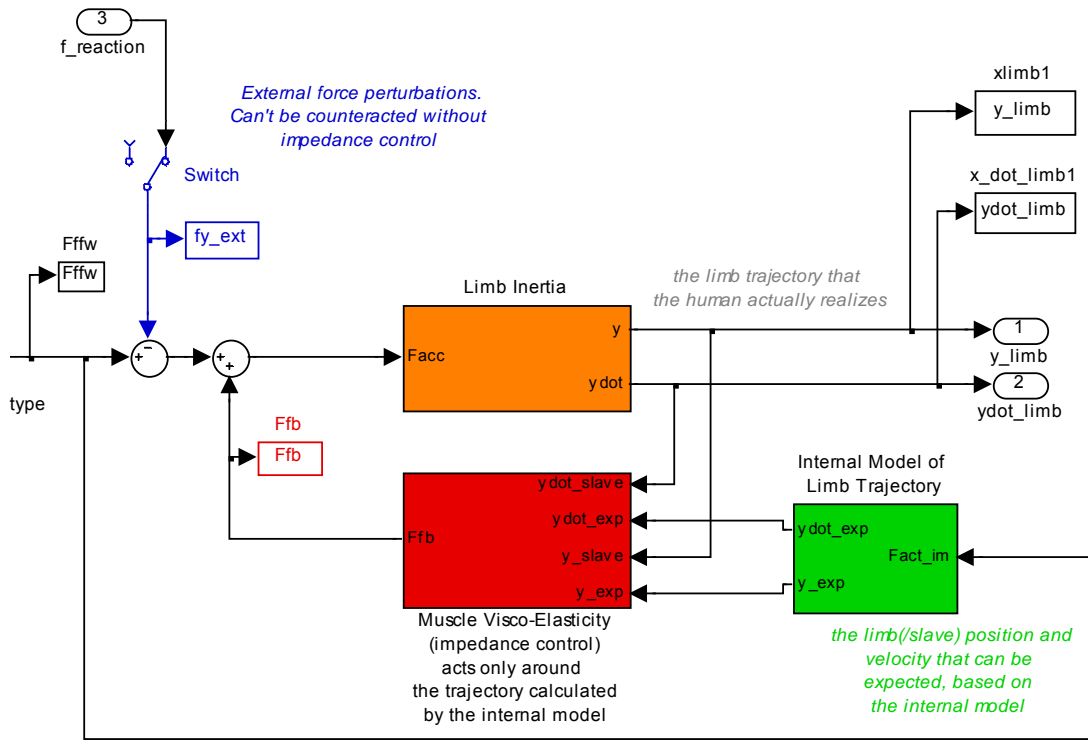 3
f_reaction
External force perturbations.
Can't be counteracted without
impedance control
Switch
xlimb1
y_limb
x_dot_limb1
ydot_limb
fy_ext
Fffw
Fffw
the limb trajectory that
the human actually realizes
Limb Inertia
Facc
y
ydot
1
y_limb
2
ydot_limb
type
Ffb
Ffb
Internal Model of
Limb Trajectory
ydot_slave
ydot_exp
y_slave
y_exp
Ffb
ydot_exp
y_exp
Fact_im
Muscle Visco-Elasticity
(impedance control)
acts only around
the trajectory calculated
by the internal model
the limb(/slave) position and
velocity that can be
expected, based on
the internal model